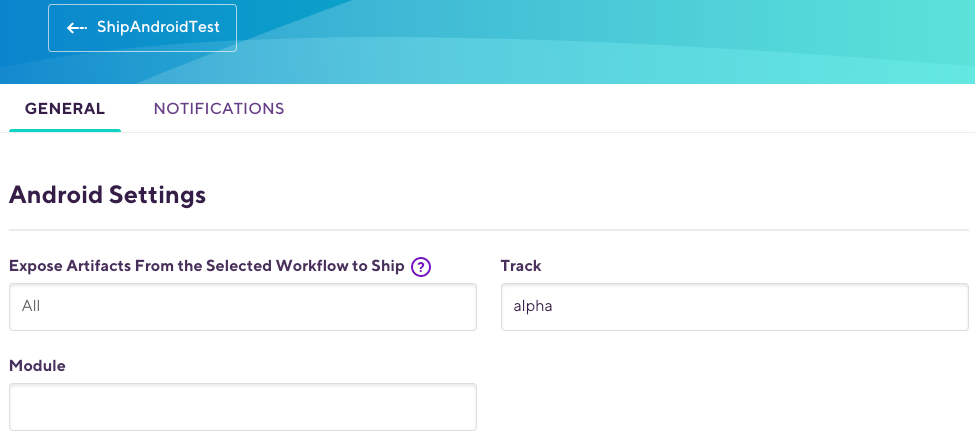 ShipAndroidTest
GENERAL NOTIFICATIONS
Android Settings
Expose Artifacts From the Selected Workflow to Ship ? Track
All alpha
Module